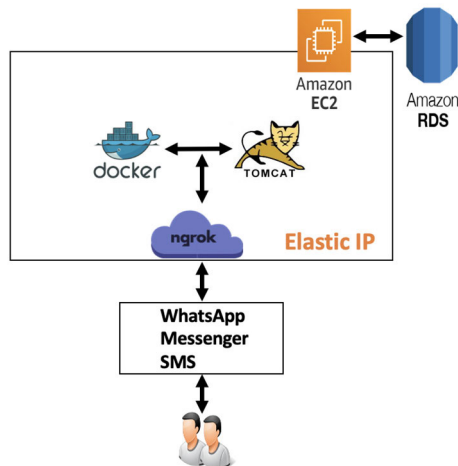 Amazon
EC2
Amazon
RDS
docker
TOMCAT
ngrok
Elastic IP
WhatsApp
Messenger
SMS